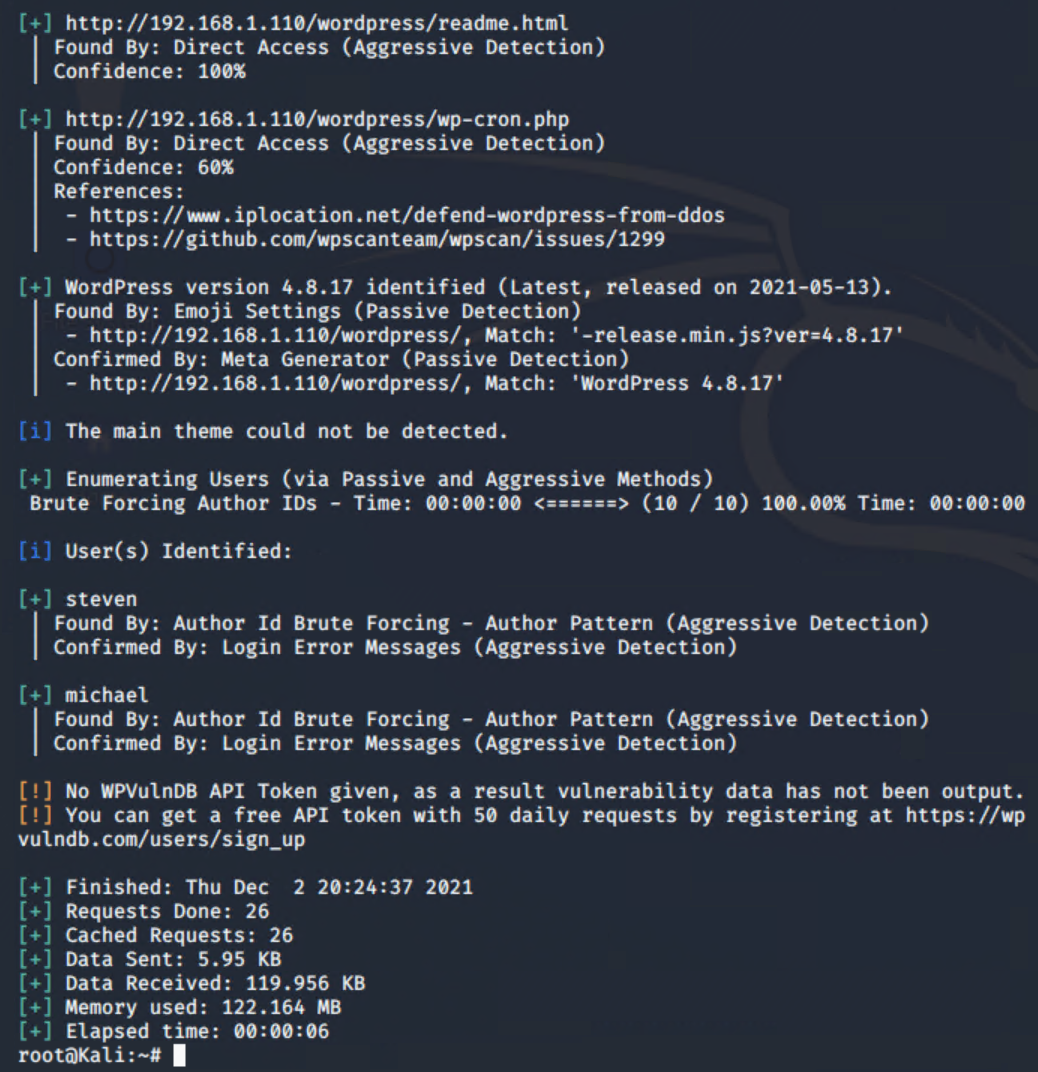 [+] http://192.168.1.110/wordpress/readme.html
 | Found By: Direct Access (Aggressive Detection)
 | Confidence: 100%
[+] http://192.168.1.110/wordpress/wp-cron.php
 | Found By: Direct Access (Aggressive Detection)
 | Confidence: 60%
 | References:
 |  - https://www.iplocation.net/defend-wordpress-from-ddos
 |  - https://github.com/wpscanteam/wpscan/issues/1299
[+] WordPress version 4.8.17 identified (Latest, released on 2021-05-13).
 | Found By: Emoji Settings (Passive Detection)
 |  - http://192.168.1.110/wordpress/, Match: '-release.min.js?ver=4.8.17'
 | Confirmed By: Meta Generator (Passive Detection)
 |  - http://192.168.1.110/wordpress/, Match: 'WordPress 4.8.17'
[i] The main theme could not be detected.
[+] Enumerating Users (via Passive and Aggressive Methods)
 Brute Forcing Author IDs - Time: 00:00:00 <======> (10 / 10) 100.00% Time: 00:00:00
[i] User(s) Identified:
[+] steven
 | Found By: Author Id Brute Forcing - Author Pattern (Aggressive Detection)
 | Confirmed By: Login Error Messages (Aggressive Detection)
[+] michael
 | Found By: Author Id Brute Forcing - Author Pattern (Aggressive Detection)
 | Confirmed By: Login Error Messages (Aggressive Detection)
[!] No WPVulnDB API Token given, as a result vulnerability data has not been output.
[!] You can get a free API token with 50 daily requests by registering at https://wp
vulndb.com/users/sign_up
[+] Finished: Thu Dec  2 20:24:37 2021
[+] Requests Done: 26
[+] Cached Requests: 26
[+] Data Sent: 5.95 KB
[+] Data Received: 119.956 KB
[+] Memory used: 122.164 MB
[+] Elapsed time: 00:00:06
root@Kali:~#